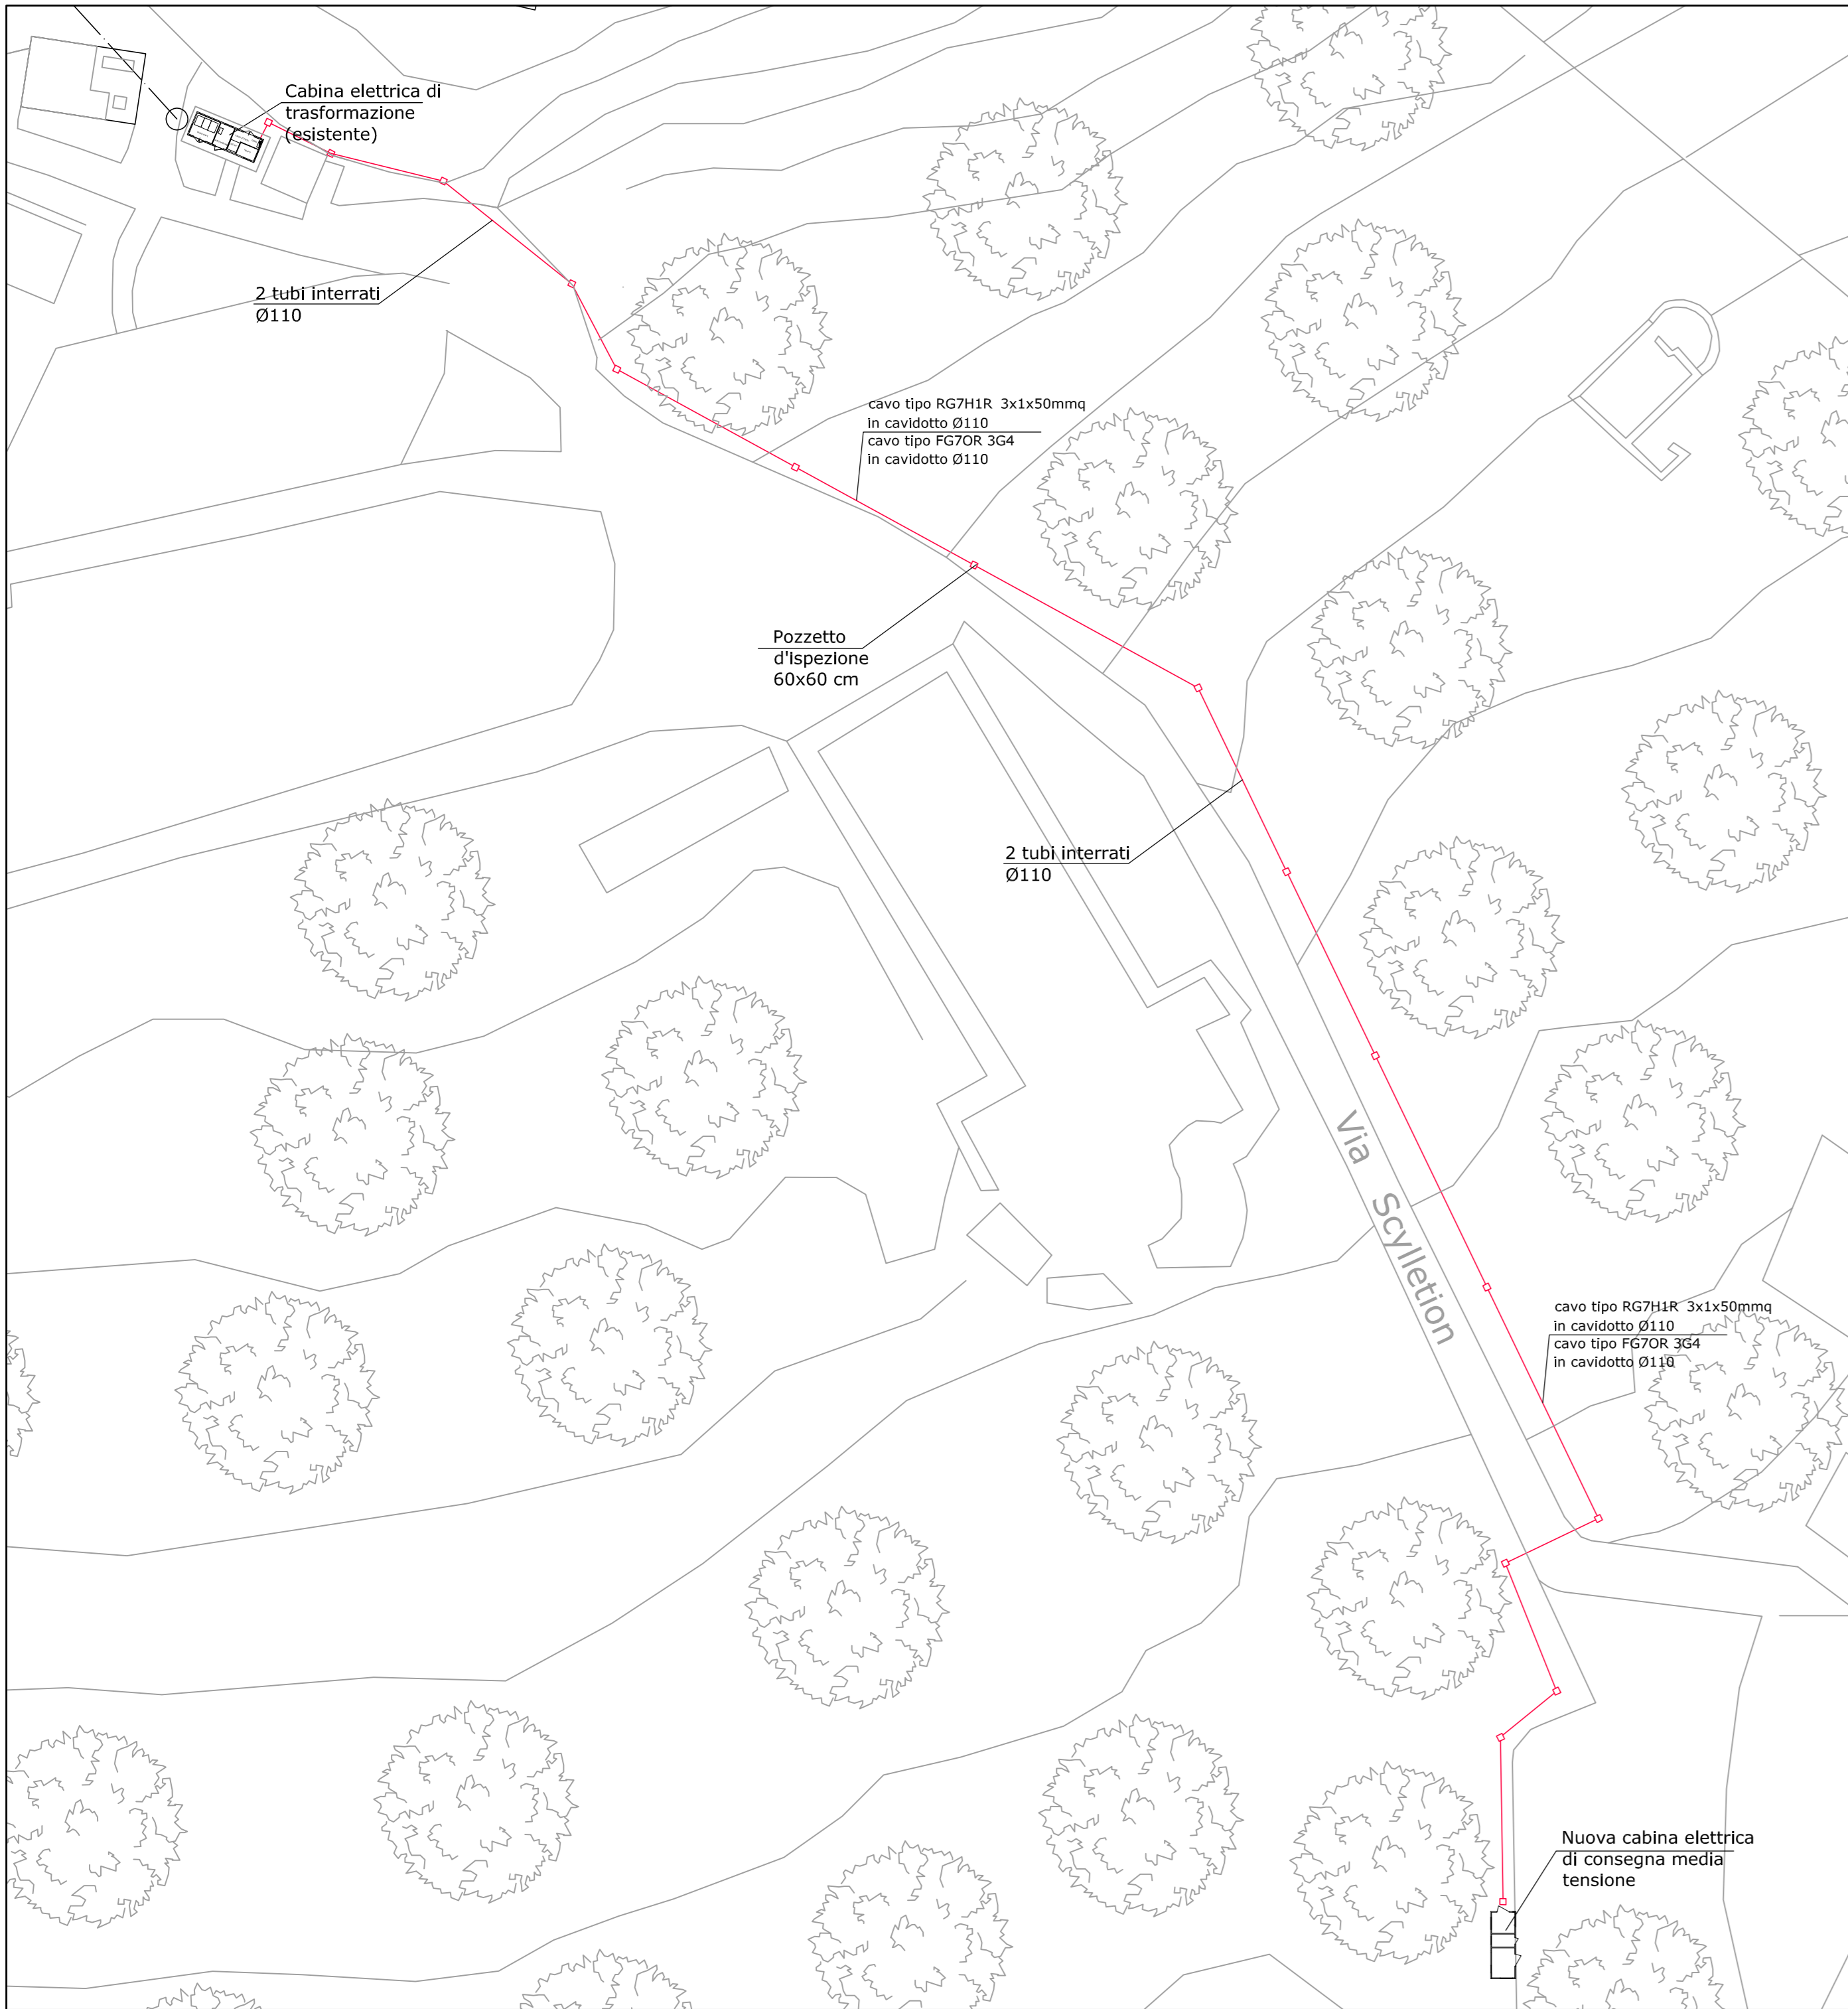 Cabina elettrica di
trasformazione
(esistente)
2 tubi interrati
Ø110
cavo tipo RG7H1R 3x1x50mmq
in cavidotto Ø110
cavo tipo FG7OR 3G4
in cavidotto Ø110
Pozzetto
d'ispezione
60x60 cm
2 tubi interrati
Ø110
Via Scylletion
cavo tipo RG7H1R 3x1x50mmq
in cavidotto Ø110
cavo tipo FG7OR 3G4
in cavidotto Ø110
Nuova cabina elettrica
di consegna media
tensione